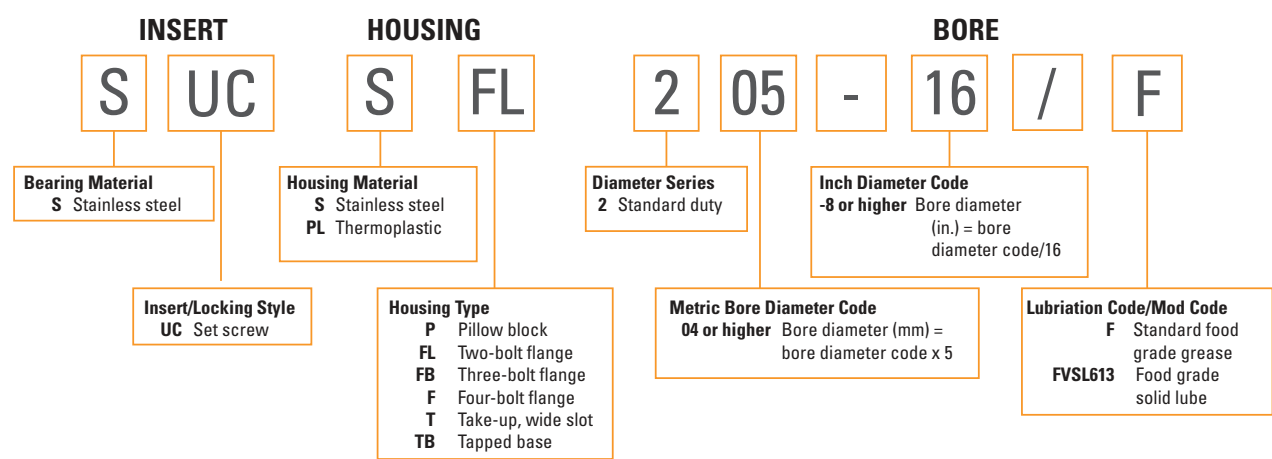 INSERT HOUSING BORE
S UC S FL 2 05 - 16 / F
Bearing Material
S Stainless steel
Housing Material
S Stainless steel
PL Thermoplastic
Diameter Series
2 Standard duty
Inch Diameter Code
-8 or higher Bore diameter
(in.) = bore
diameter code/16
Insert/Locking Style
UC Set screw
Housing Type
P Pillow block
FL Two-bolt flange
FB Three-bolt flange
F Four-bolt flange
T Take-up, wide slot
TB Tapped base
Metric Bore Diameter Code
04 or higher Bore diameter (mm) =
bore diameter code x 5
Lubriation Code/Mod Code
F Standard food
grade grease
FVSL613 Food grade
solid lube